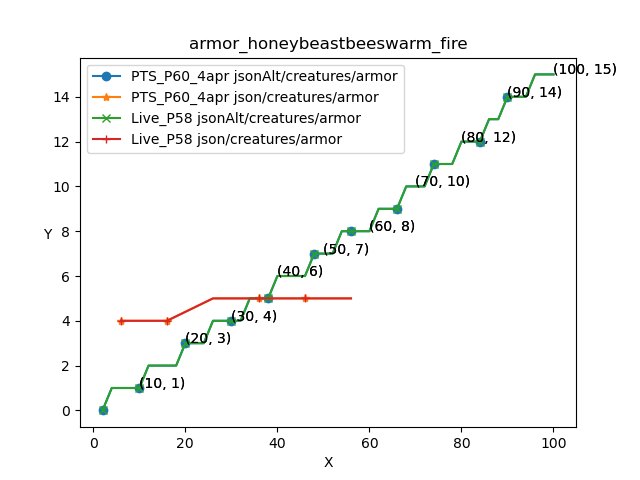 armor_honeybeastbeeswarm_fire
PTS_P60_4apr jsonAlt/creatures/armor
PTS_P60_4apr json/creatures/armor
Live_P58 jsonAlt/creatures/armor
Live_P58 json/creatures/armor
(100, 15)
(90, 14)
(80, 12)
(70, 10)
(60, 8)
(50, 7)
(40, 6)
(30, 4)
(20, 3)
(10, 1)
Y
14
12
10
8
6
4
2
0
0 20 40 60 80 100
X